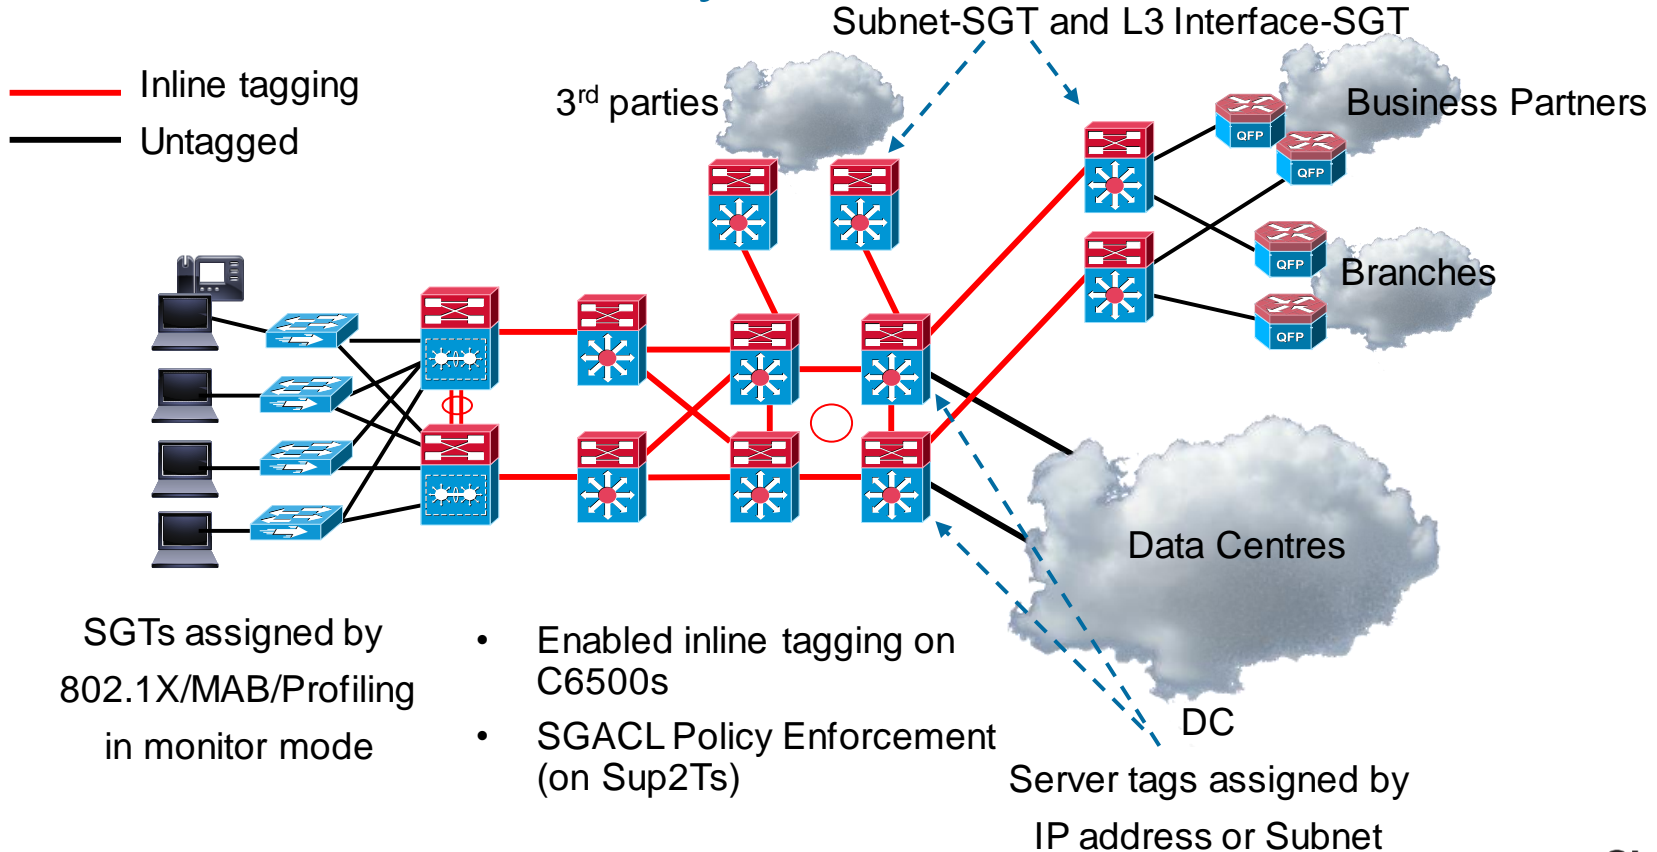 Subnet-SGT and L3 Interface-SGT
Inline tagging
Untagged
3rd parties
Business Partners
QFP
QFP
QFP
Branches
QFP
Data Centres
SGTs assigned by
802.1X/MAB/Profiling
in monitor mode
• Enabled inline tagging on
C6500s
• SGACL Policy Enforcement
(on Sup2Ts)
DC
Server tags assigned by
IP address or Subnet